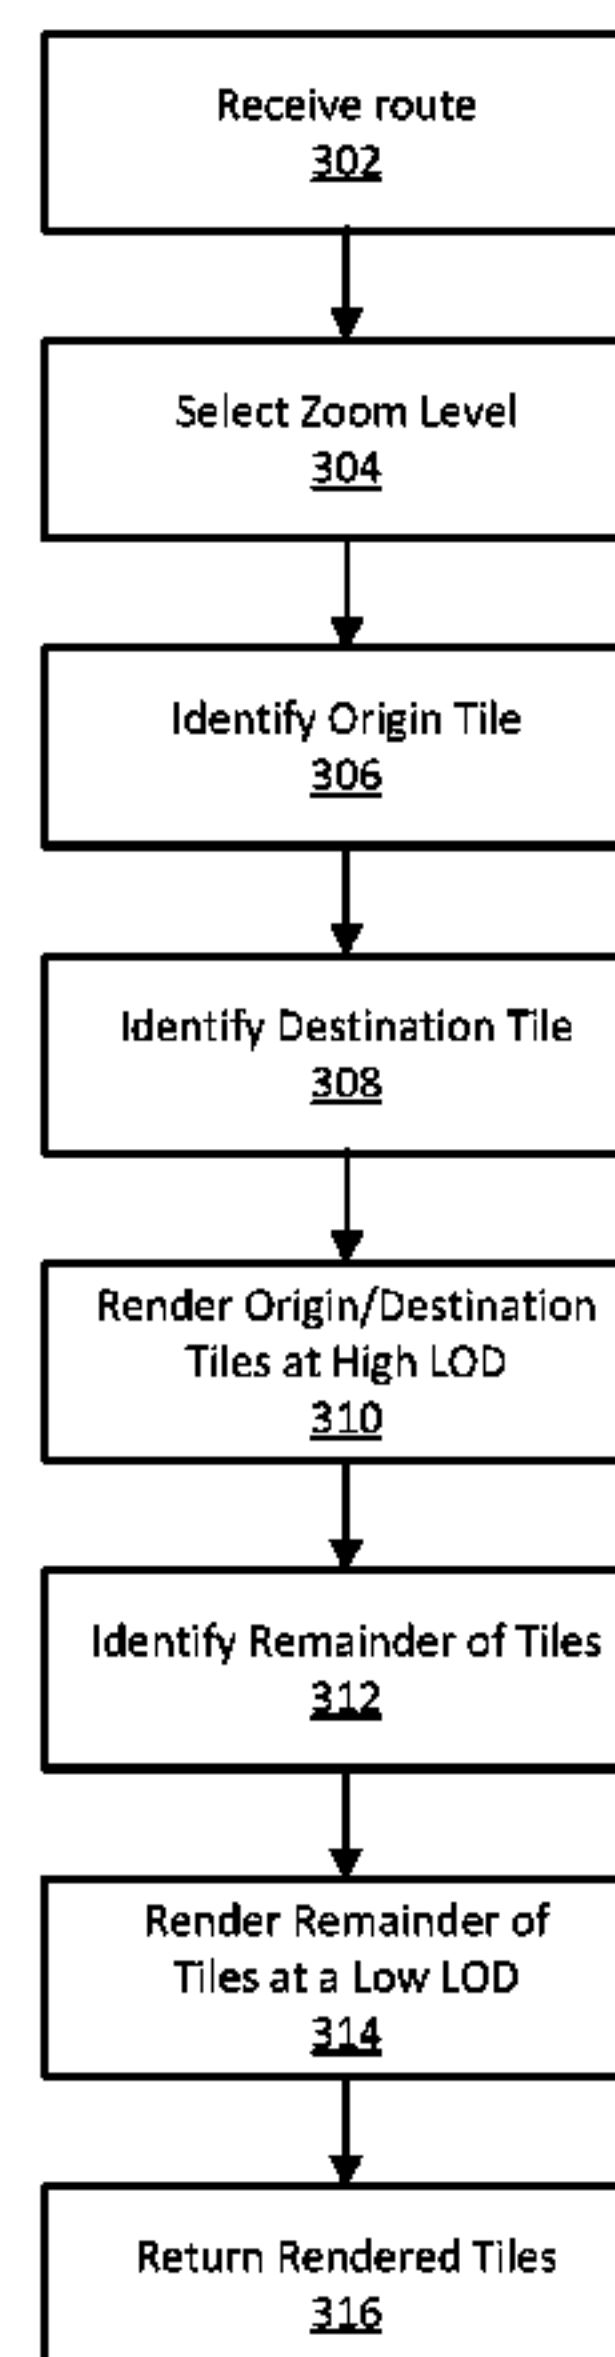 Receive route
302
Select Zoom Level
304
Identify Origin Tile
306
Identify Destination Tile
308
Render Origin/Destination
Tiles at High LOD
310
Identify Remainder of Tiles
312
Render Remainder of
Tiles at a Low LOD
314
Return Rendered Tiles
316